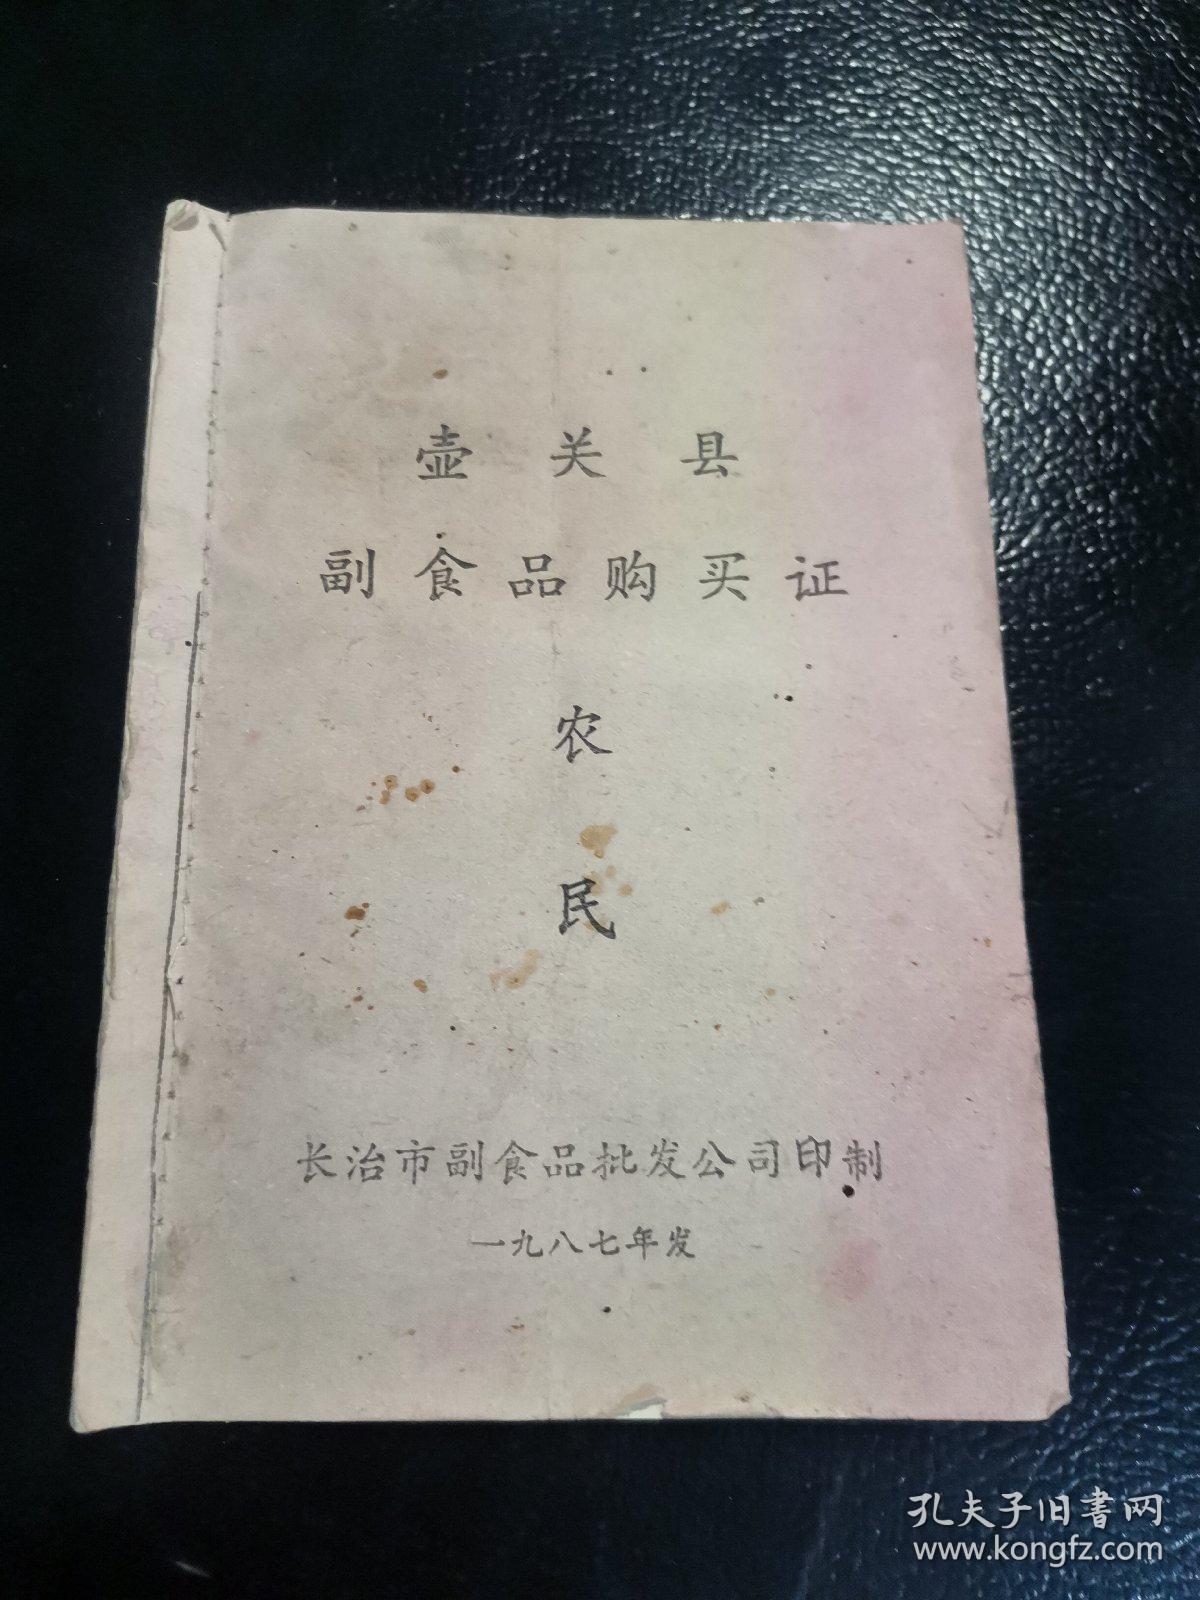 壶关县
副食品购买证
农
民
长治市副食品批发公司印制
一九八七年发
孔夫子旧書网
www.kongfz.com